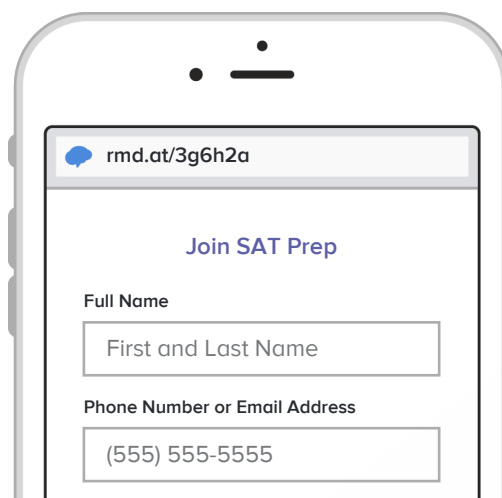 rmd.at/3g6h2a
Join SAT Prep
Full Name
First and Last Name
Phone Number or Email Address
(555) 555-5555